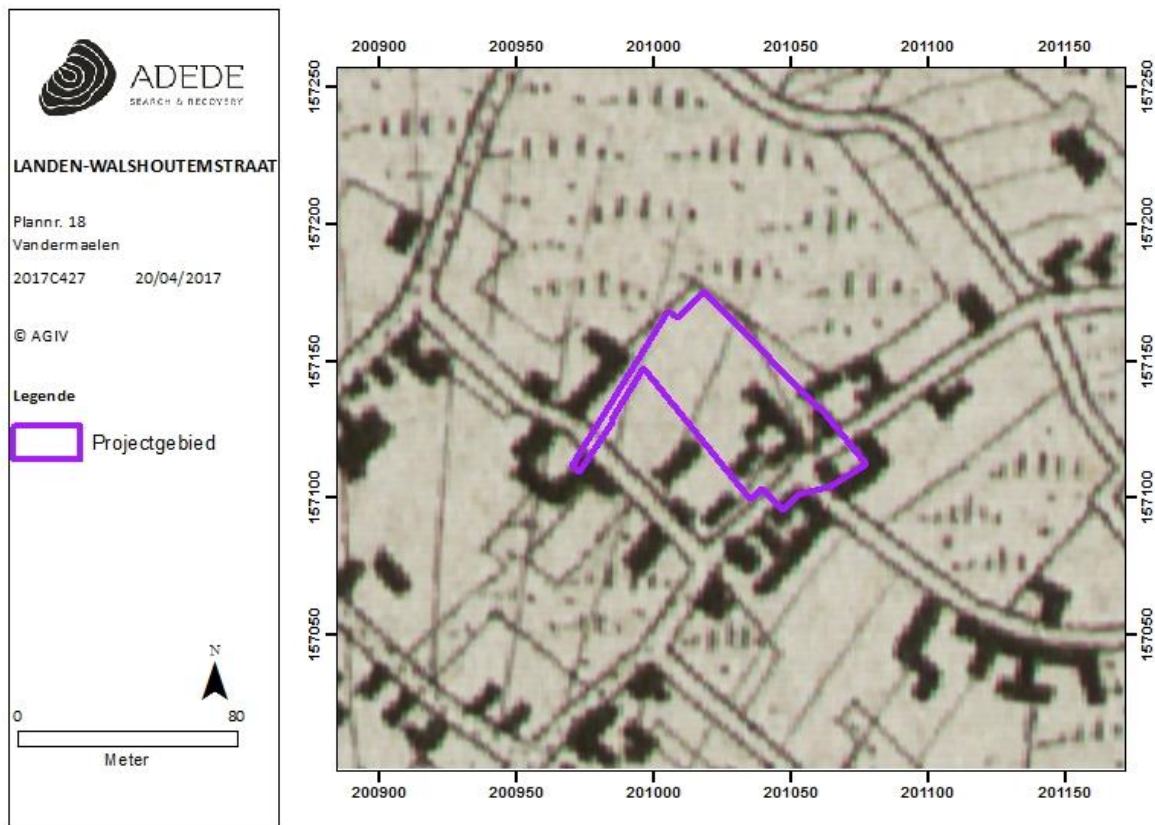 ADEDE
SEARCH & RECOVERY
LANDEN-WALSHOUTEMSTRAAT
Plannr. 18
Vandermaelen
2017C427 20/04/2017
© AGIV
Legende
Projectgebied
N
0 80
Meter
200900 200950 201000 201050 201100 201150
157250 157250
157200 157200
157150 157150
157100 157100
157050 157050
200900 200950 201000 201050 201100 201150